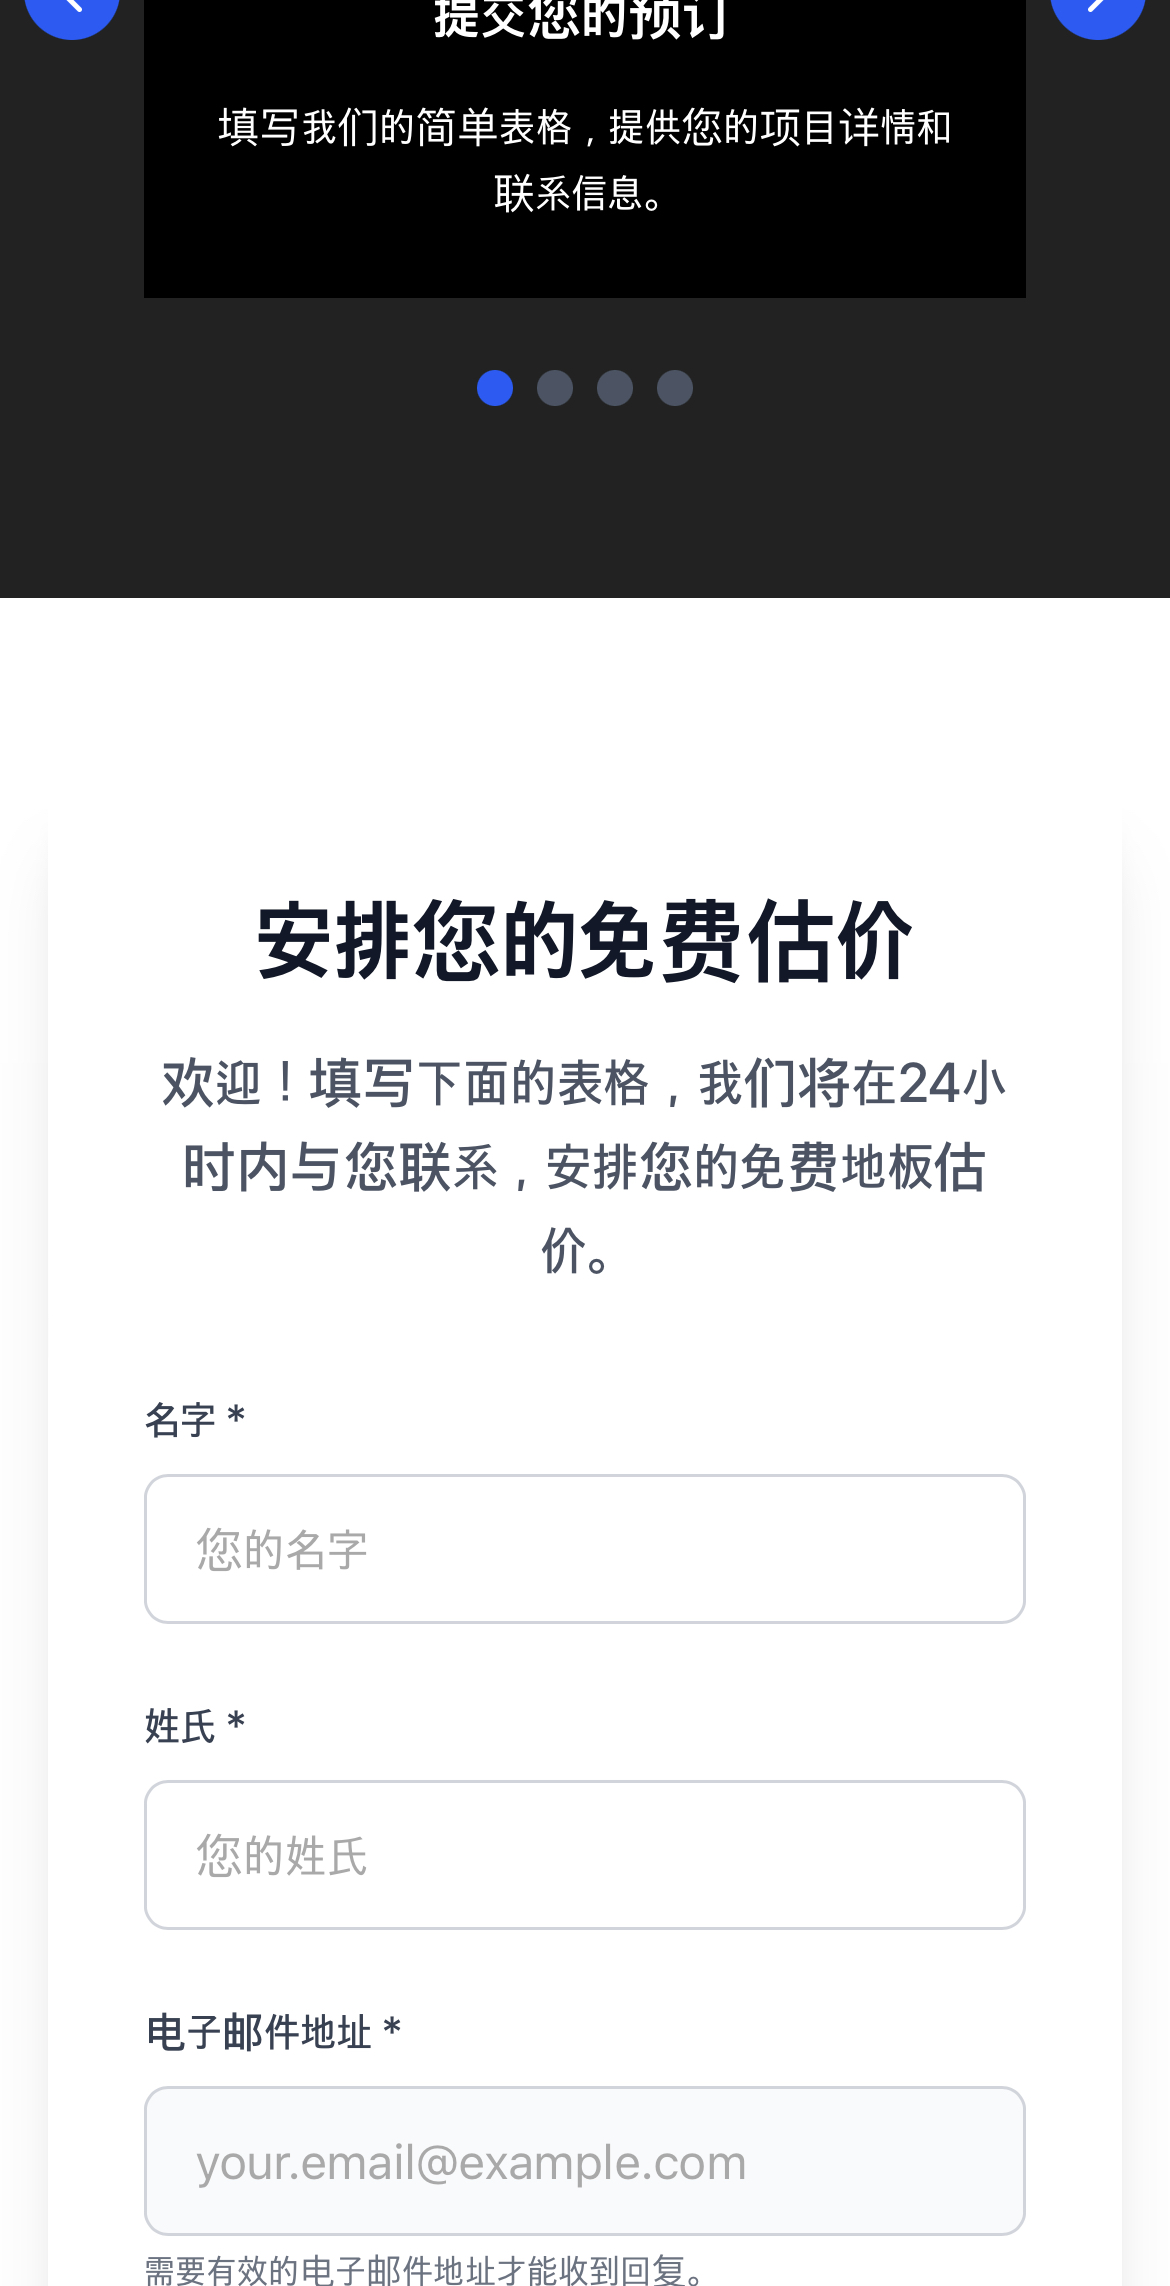 提交您的预订
填写我们的简单表格，提供您的项目详情和
联系信息。
安排您的免费估价
欢迎！填写下面的表格，我们将在24小
时内与您联系，安排您的免费地板估
价。
名字 *
您的名字
姓氏 *
您的姓氏
电子邮件地址 *
your.email@example.com
需要有效的电子邮件地址才能收到回复。